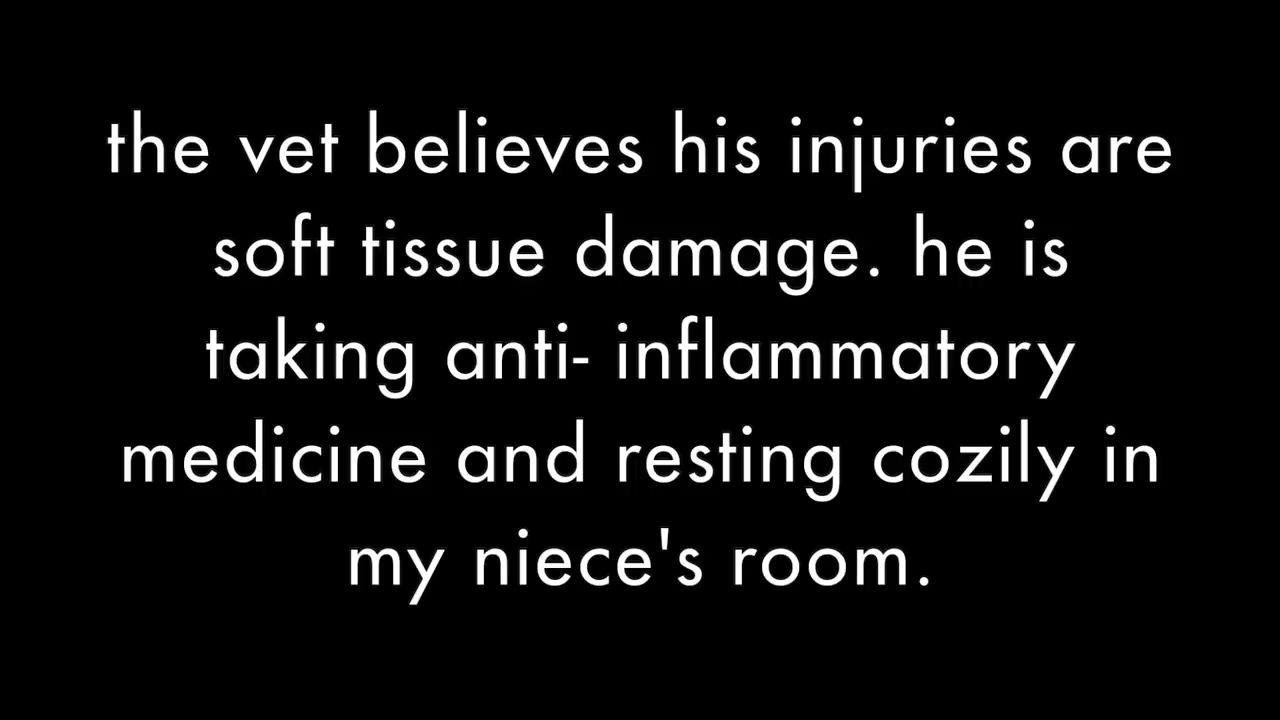 the vet believes his injuries are
soft tissue damage. he is
taking anti- inflammatory
medicine and resting cozily in
my niece's room.